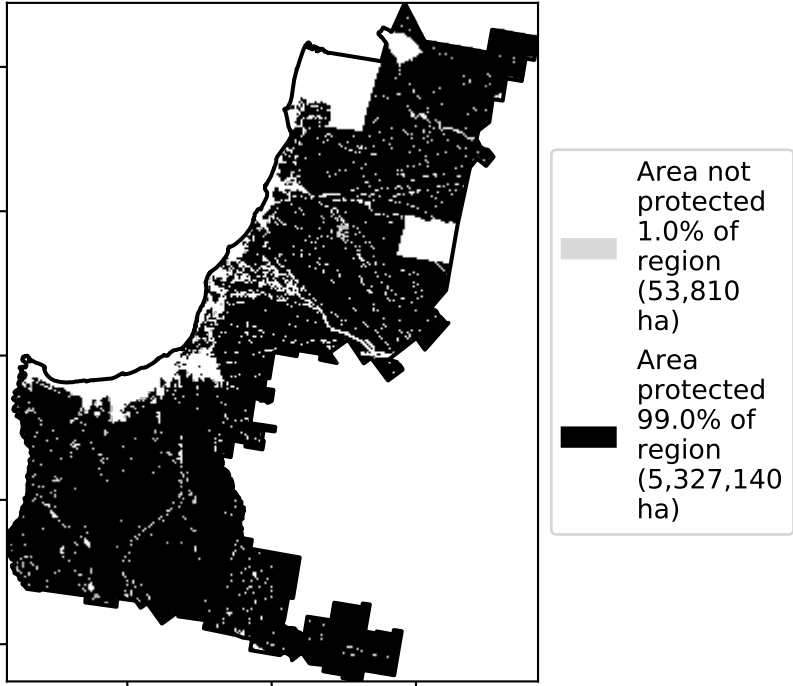 Area not
protected
1.0% of
region
(53,810
ha)
Area
protected
99.0% of
region
(5,327,140
ha)